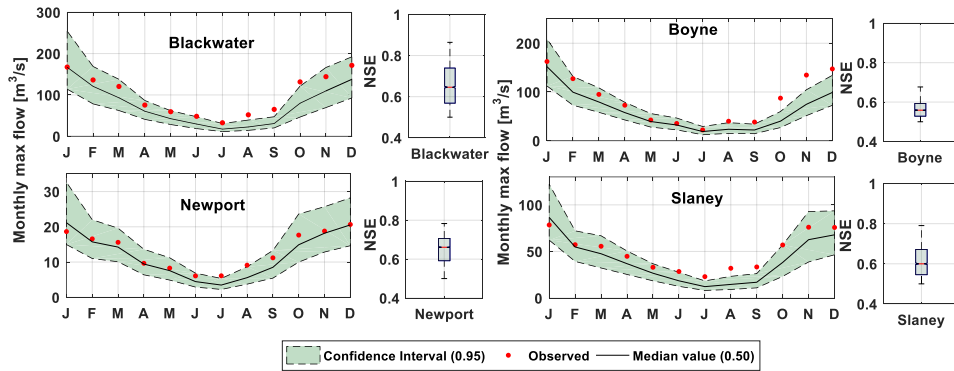 Monthly max flow [m³/s]
300
200
100
0
Blackwater
J F M A M J J A S O N D
NSE
1
0.8
0.6
0.4
Blackwater
Monthly max flow [m³/s]
200
100
0
Boyne
J F M A M J J A S O N D
NSE
1
0.8
0.6
0.4
Boyne
30
20
10
0
Newport
J F M A M J J A S O N D
NSE
1
0.8
0.6
0.4
Newport
100
50
0
Slaney
J F M A M J J A S O N D
NSE
1
0.8
0.6
0.4
Slaney
Confidence Interval (0.95) Observed Median value (0.50)